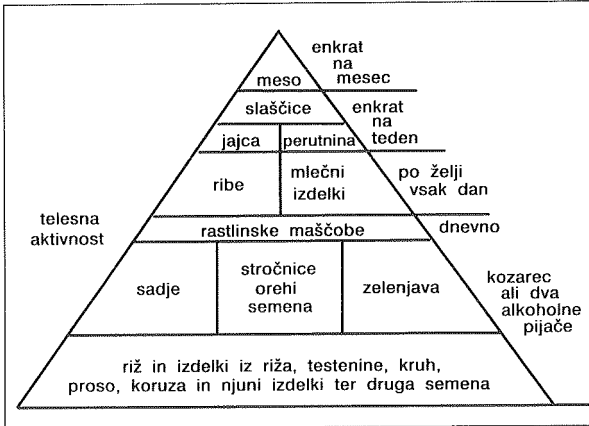 enkrat
na
mesec
meso
slaščice
enkrat
na
teden
jajca
perutnina
ribe
mlečni
izdelki
po želji
vsak dan
telesna
aktivnost
rastlinske maščobe
dnevno
sadje
stročnice
orehi
semena
zelenjava
kozarec
ali dva
alkoholne
pijače
riž in izdelki iz riža, testenine, kruh,
proso, koruza in njuni izdelki ter druga semena